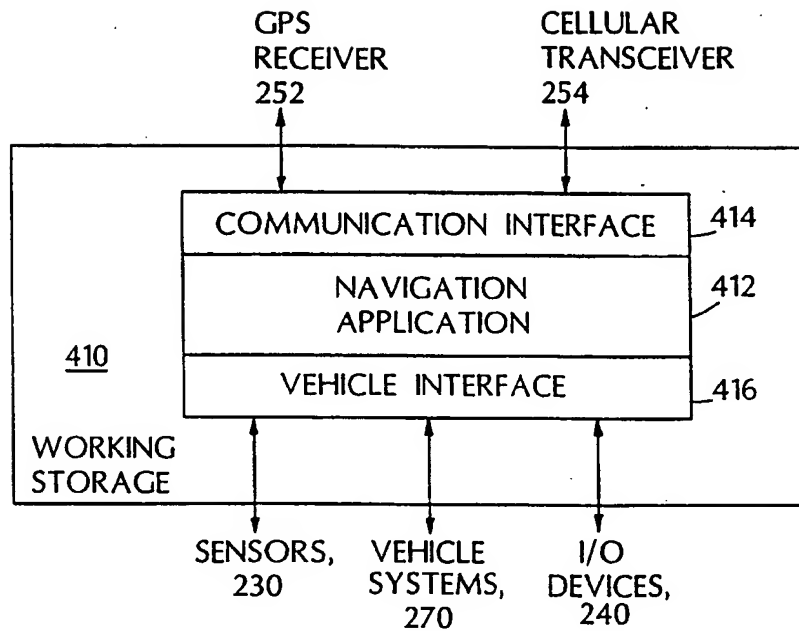 GPS
RECEIVER
252
CELLULAR
TRANSCEIVER
254
COMMUNICATION INTERFACE
414
NAVIGATION
APPLICATION
412
VEHICLE INTERFACE
416
410
WORKING
STORAGE
SENSORS,
230
VEHICLE
SYSTEMS,
270
I/O
DEVICES,
240